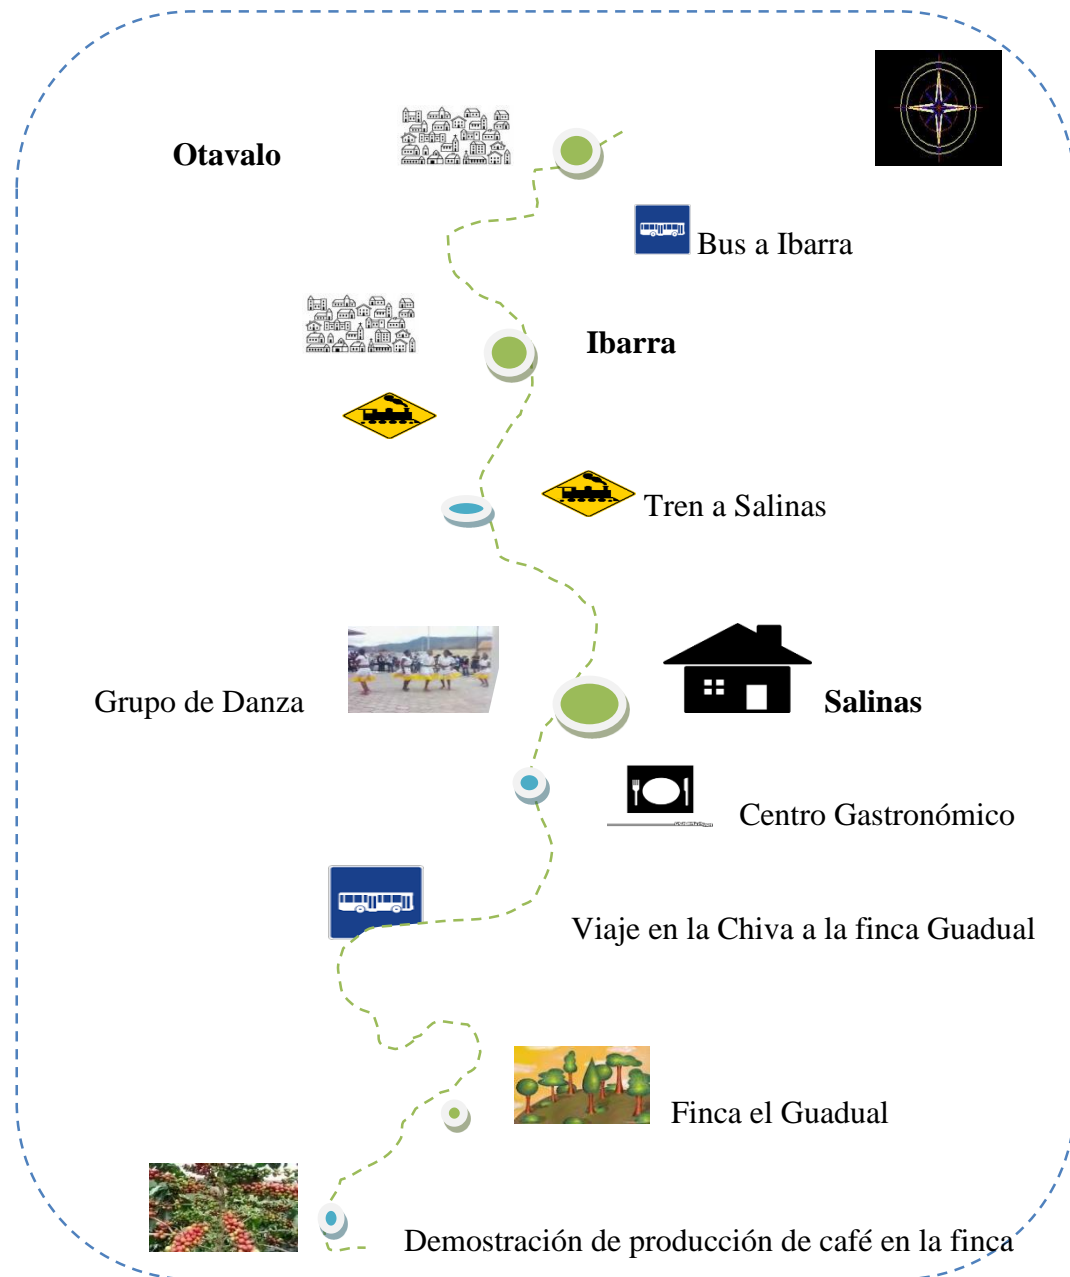 Otavalo
Bus a Ibarra
Ibarra
Tren a Salinas
Grupo de Danza
Salinas
Centro Gastronómico
Viaje en la Chiva a la finca Guadual
Finca el Guadual
Demostración de producción de café en la finca